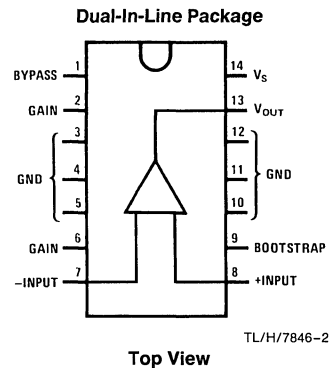 Dual-In-Line Package
BYPASS 1 14 VS
GAIN 2 13 VOUT
3 12
GND 4 11 GND
5 10
GAIN 6 9 BOOTSTRAP
–INPUT 7 8 +INPUT
TL/H/7846–2
Top View